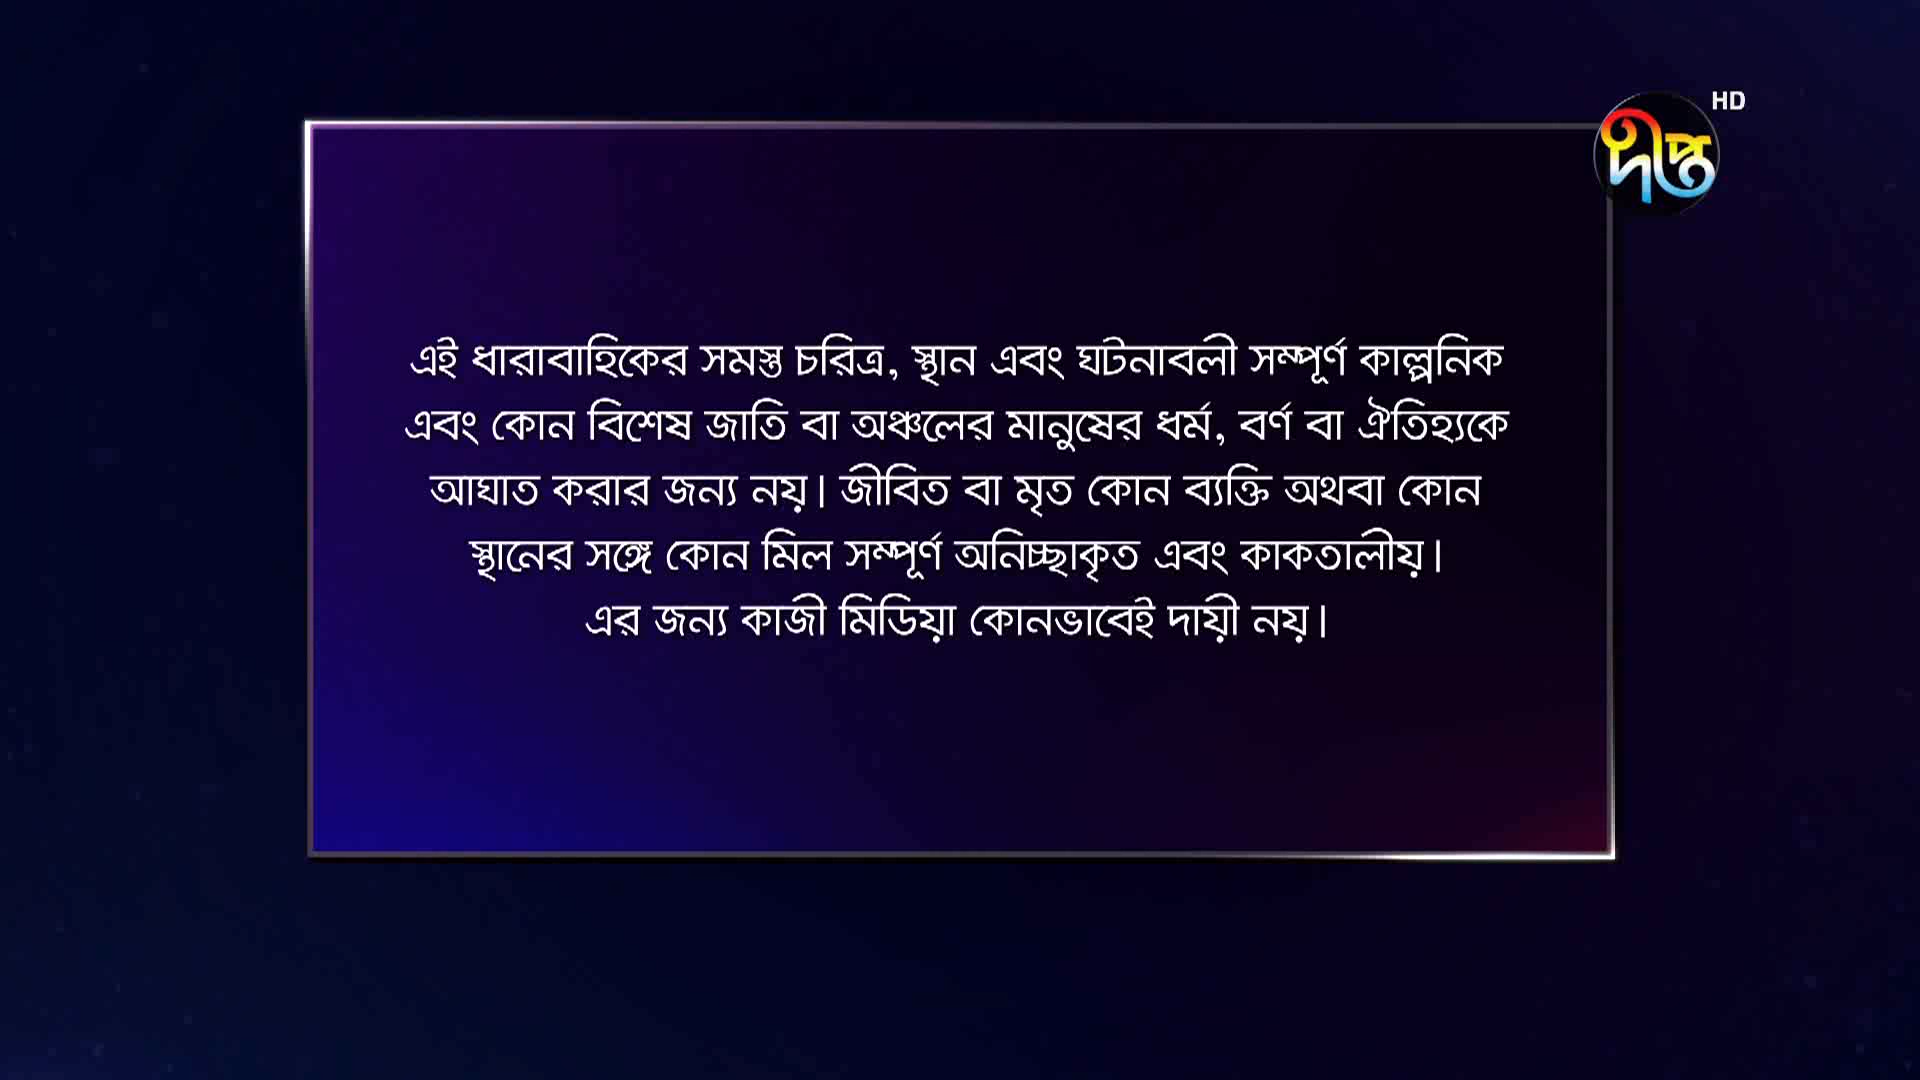 HD
দীপ্ত
এই ধারাবাহিকের সমস্ত চরিত্র, স্থান এবং ঘটনাবলী সম্পূর্ণ কাল্পনিক
এবং কোন বিশেষ জাতি বা অঞ্চলের মানুষের ধর্ম, বর্ণ বা ঐতিহ্যকে
আঘাত করার জন্য নয়। জীবিত বা মৃত কোন ব্যক্তি অথবা কোন
স্থানের সঙ্গে কোন মিল সম্পূর্ণ অনিচ্ছাকৃত এবং কাকতালীয়।
এর জন্য কাজী মিডিয়া কোনভাবেই দায়ী নয়।